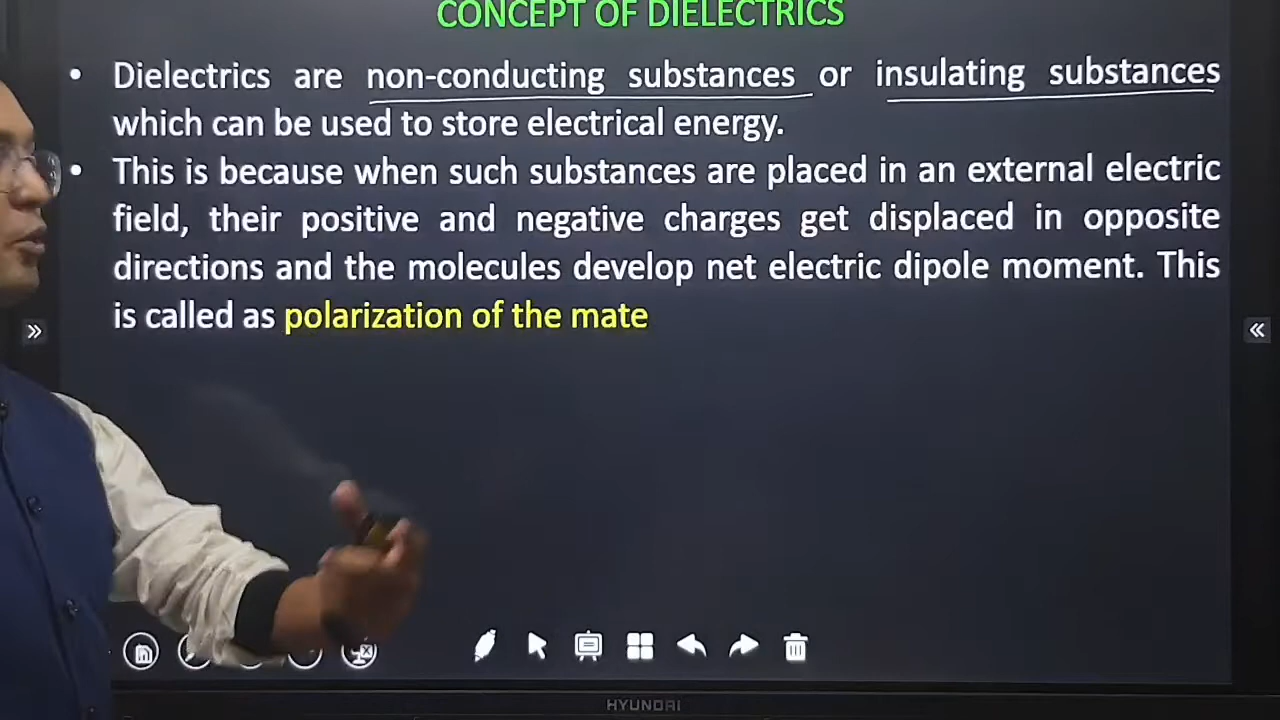 CONCEPT OF DIELECTRICS
• Dielectrics are non-conducting substances or insulating substances
which can be used to store electrical energy.
• This is because when such substances are placed in an external electric
field, their positive and negative charges get displaced in opposite
directions and the molecules develop net electric dipole moment. This
is called as polarization of the mate
HYUNDAI